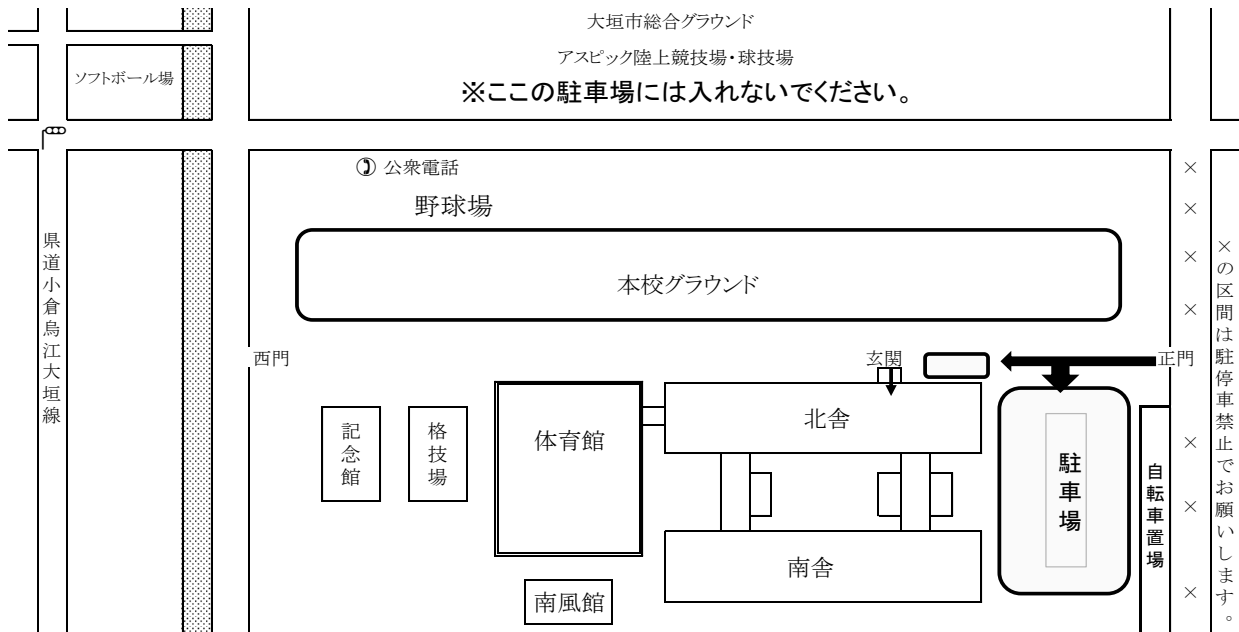 大垣市総合グラウンド
アスピック陸上競技場・球技場
※ここの駐車場には入れないでください。
ソフトボール場
公衆電話
野球場
本校グラウンド
県道小倉烏江大垣線
×の区間は駐停車禁止でお願いします。
×
×
×
×
×
×
×
西門
玄関
正門
記念館
格技場
体育館
北舎
駐車場
自転車置場
南舎
南風館